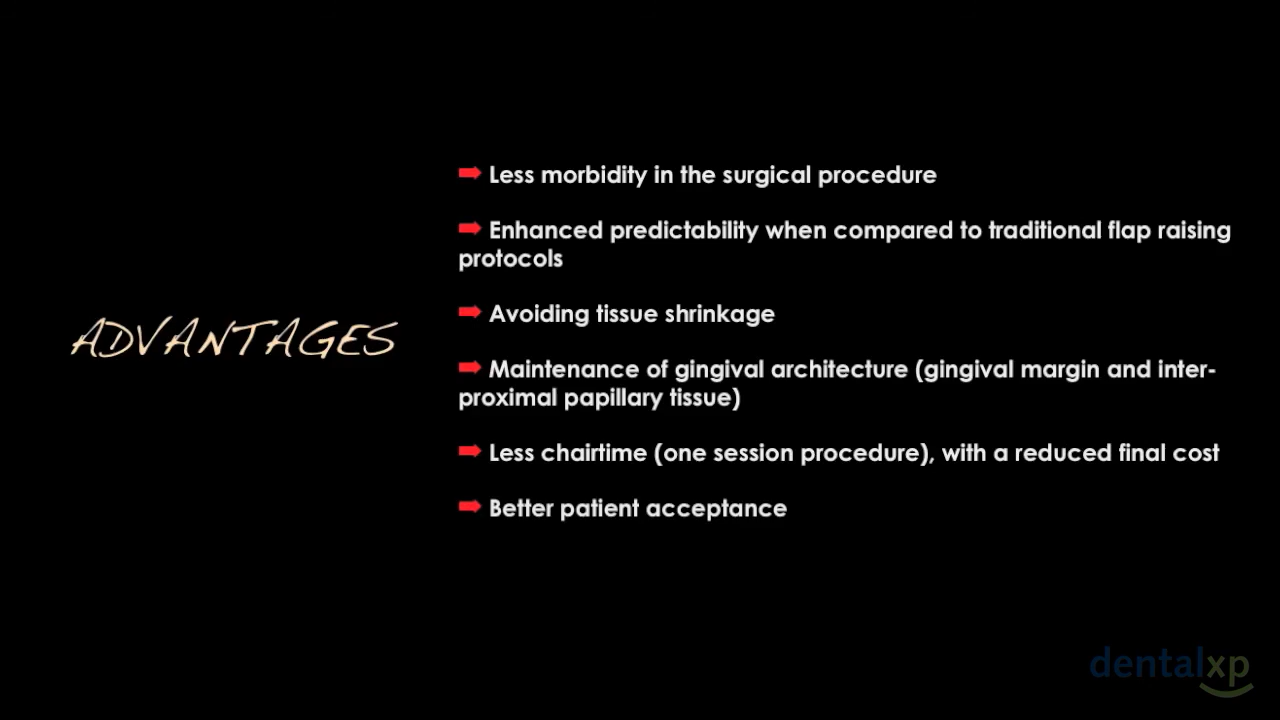 ADVANTAGES
➡ Less morbidity in the surgical procedure
➡ Enhanced predictability when compared to traditional flap raising
protocols
➡ Avoiding tissue shrinkage
➡ Maintenance of gingival architecture (gingival margin and inter-
proximal papillary tissue)
➡ Less chairtime (one session procedure), with a reduced final cost
➡ Better patient acceptance
dentalxp